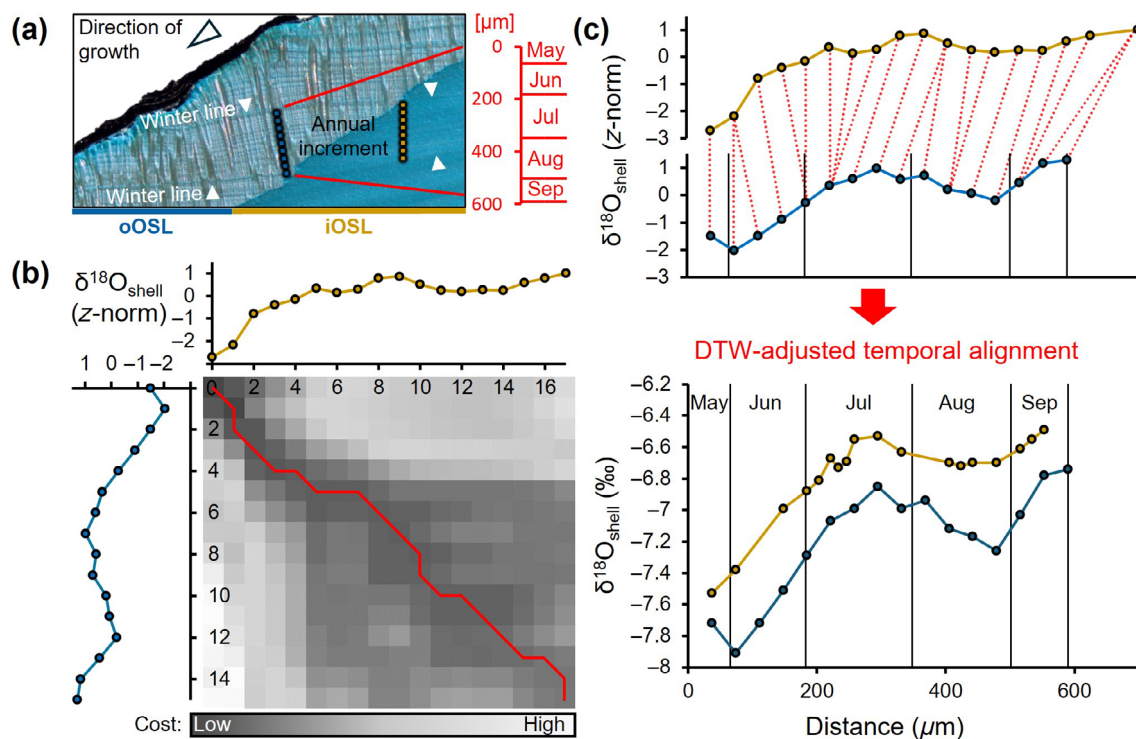 (a)
Direction of
growth
Winter line
Winter line
Annual
increment
oOSL
iOSL
[µm]
0
200
400
600
May
Jun
Jul
Aug
Sep
(b)
δ18Oshell
(z-norm)
1
0
−1
−2
1 0 −1 −2
0 2 4 6 8 10 12 14 16
2
4
6
8
10
12
14
Cost: Low High
(c)
δ18Oshell (z-norm)
1
0
−1
−2
−3
1
0
−1
−2
−3
DTW-adjusted temporal alignment
δ18Oshell (‰)
−6.2
−6.4
−6.6
−6.8
−7
−7.2
−7.4
−7.6
−7.8
−8
May Jun Jul Aug Sep
0 200 400 600
Distance (µm)